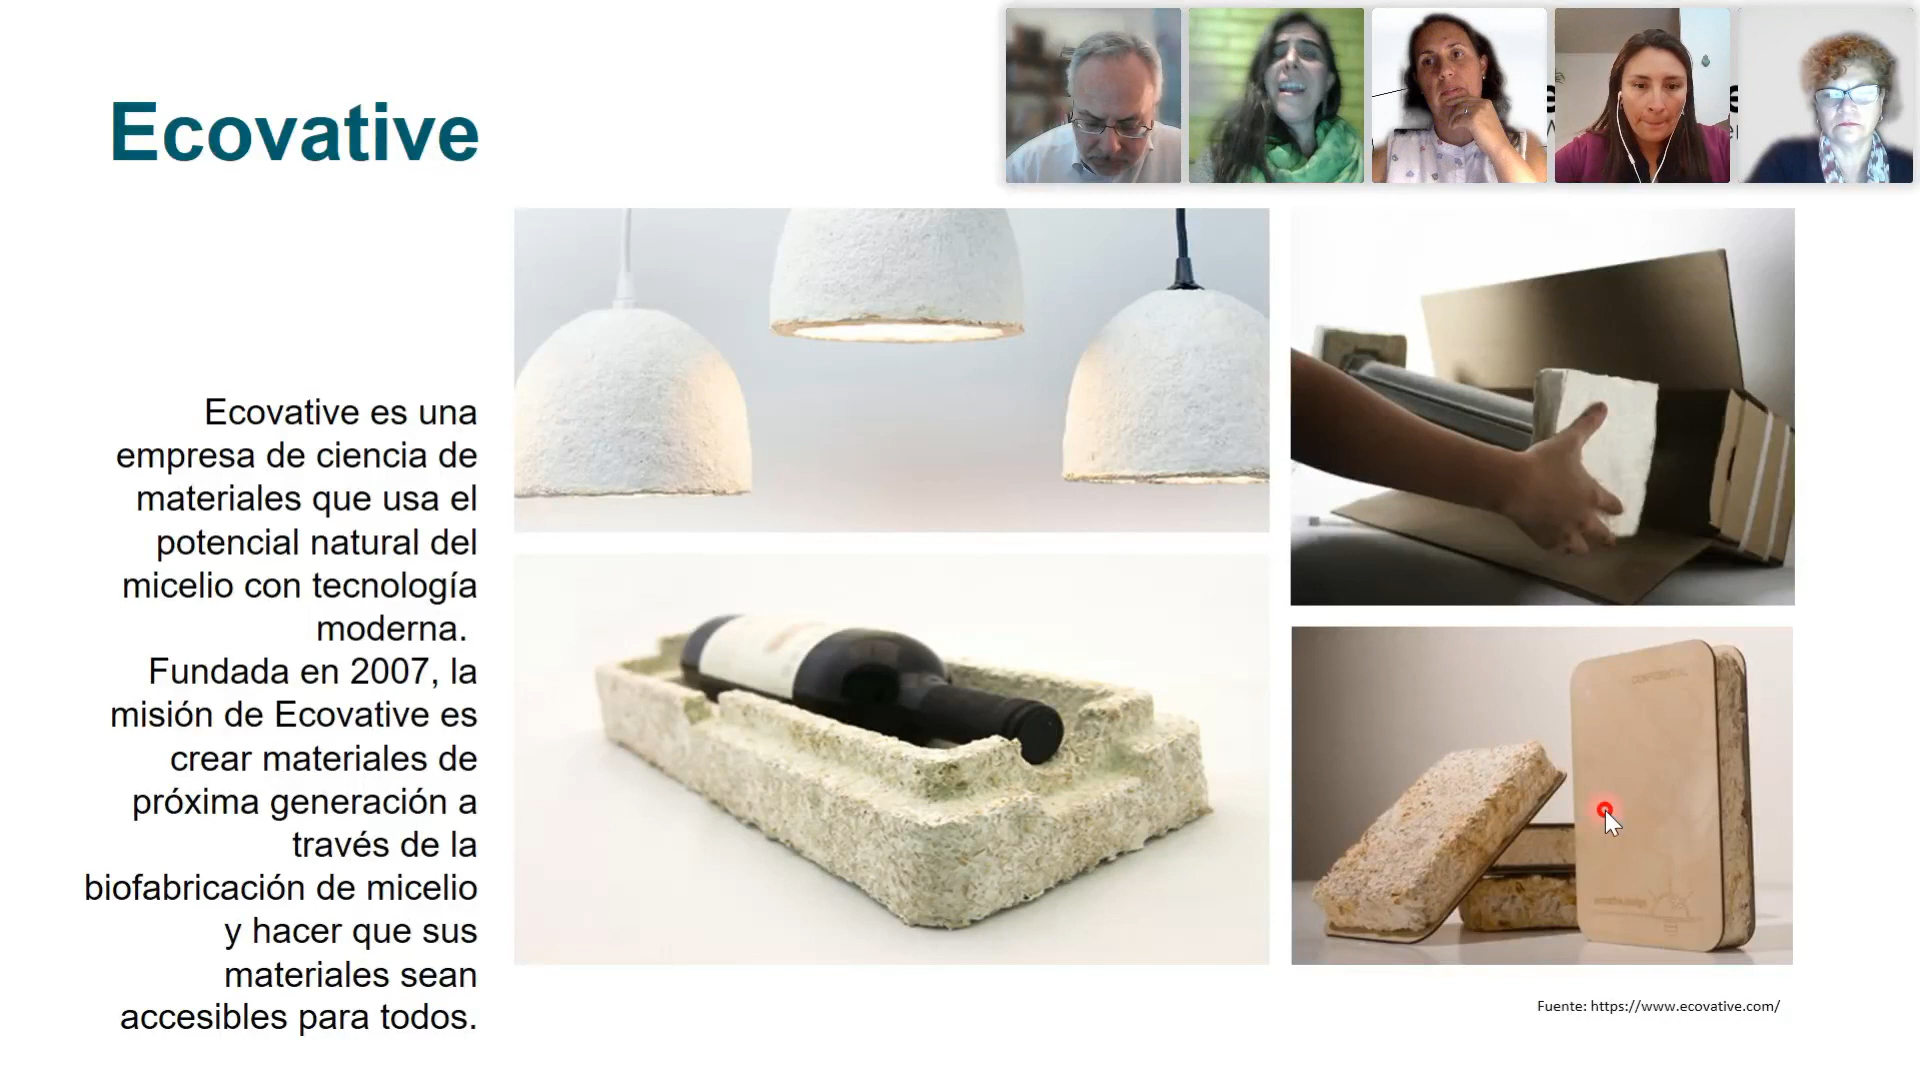 Ecovative
Ecovative es una
empresa de ciencia de
materiales que usa el
potencial natural del
micelio con tecnología
moderna.
Fundada en 2007, la
misión de Ecovative es
crear materiales de
próxima generación a
través de la
biofabricación de micelio
y hacer que sus
materiales sean
accesibles para todos.
CONFIDENTIAL
Fuente: https://www.ecovative.com/